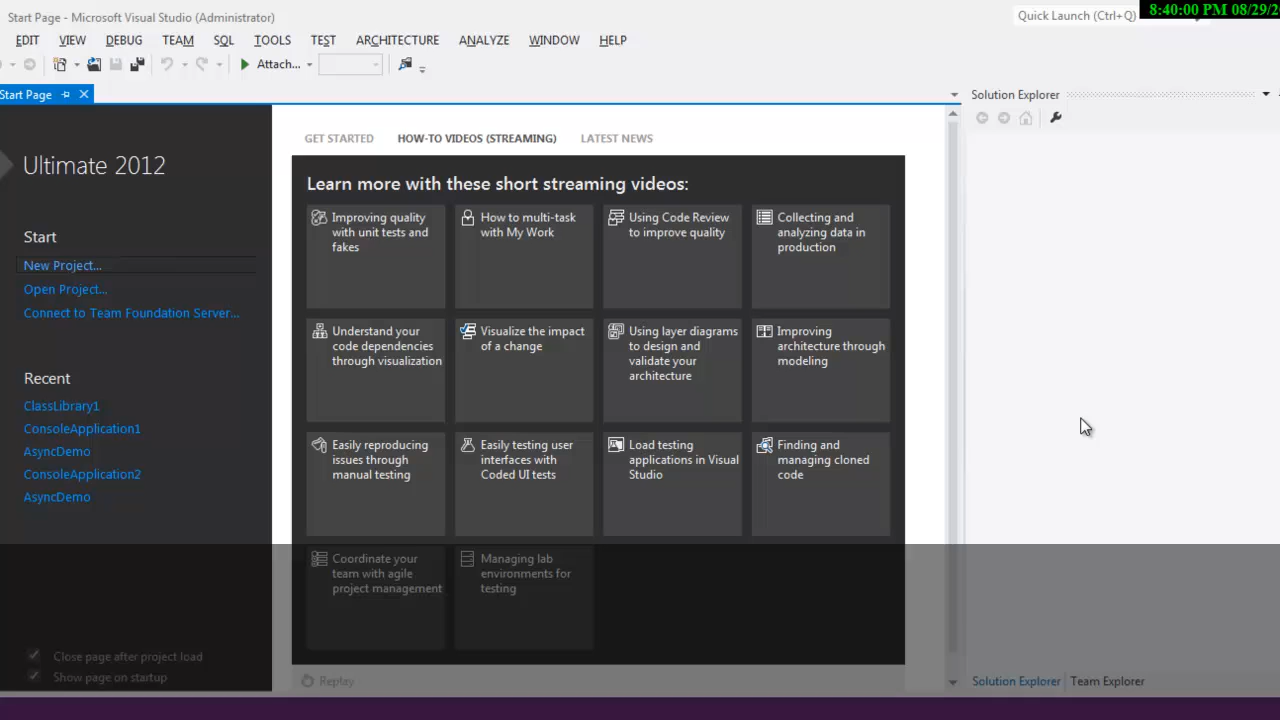 Start Page - Microsoft Visual Studio (Administrator)
Quick Launch (Ctrl+Q)
8:40:00 PM 08/29/2
EDIT VIEW DEBUG TEAM SQL TOOLS TEST ARCHITECTURE ANALYZE WINDOW HELP
Attach...
Start Page
Solution Explorer
Ultimate 2012
Start
New Project...
Open Project...
Connect to Team Foundation Server...
Recent
ClassLibrary1
ConsoleApplication1
AsyncDemo
ConsoleApplication2
AsyncDemo
Close page after project load
Show page on startup
GET STARTED HOW-TO VIDEOS (STREAMING) LATEST NEWS
Learn more with these short streaming videos:
Improving quality
with unit tests and
fakes
How to multi-task
with My Work
Using Code Review
to improve quality
Collecting and
analyzing data in
production
Understand your
code dependencies
through visualization
Visualize the impact
of a change
Using layer diagrams
to design and
validate your
architecture
Improving
architecture through
modeling
Easily reproducing
issues through
manual testing
Easily testing user
interfaces with
Coded UI tests
Load testing
applications in Visual
Studio
Finding and
managing cloned
code
Coordinate your
team with agile
project management
Managing lab
environments for
testing
Replay
Solution Explorer Team Explorer